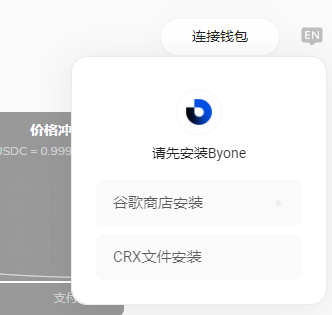 连接钱包
EN
请先安装Byone
价格冲
USDC = 0.999
谷歌商店安装
CRX文件安装
支付